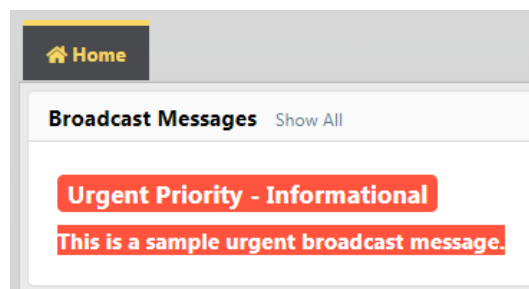 Home
Broadcast Messages Show All
Urgent Priority - Informational
This is a sample urgent broadcast message.